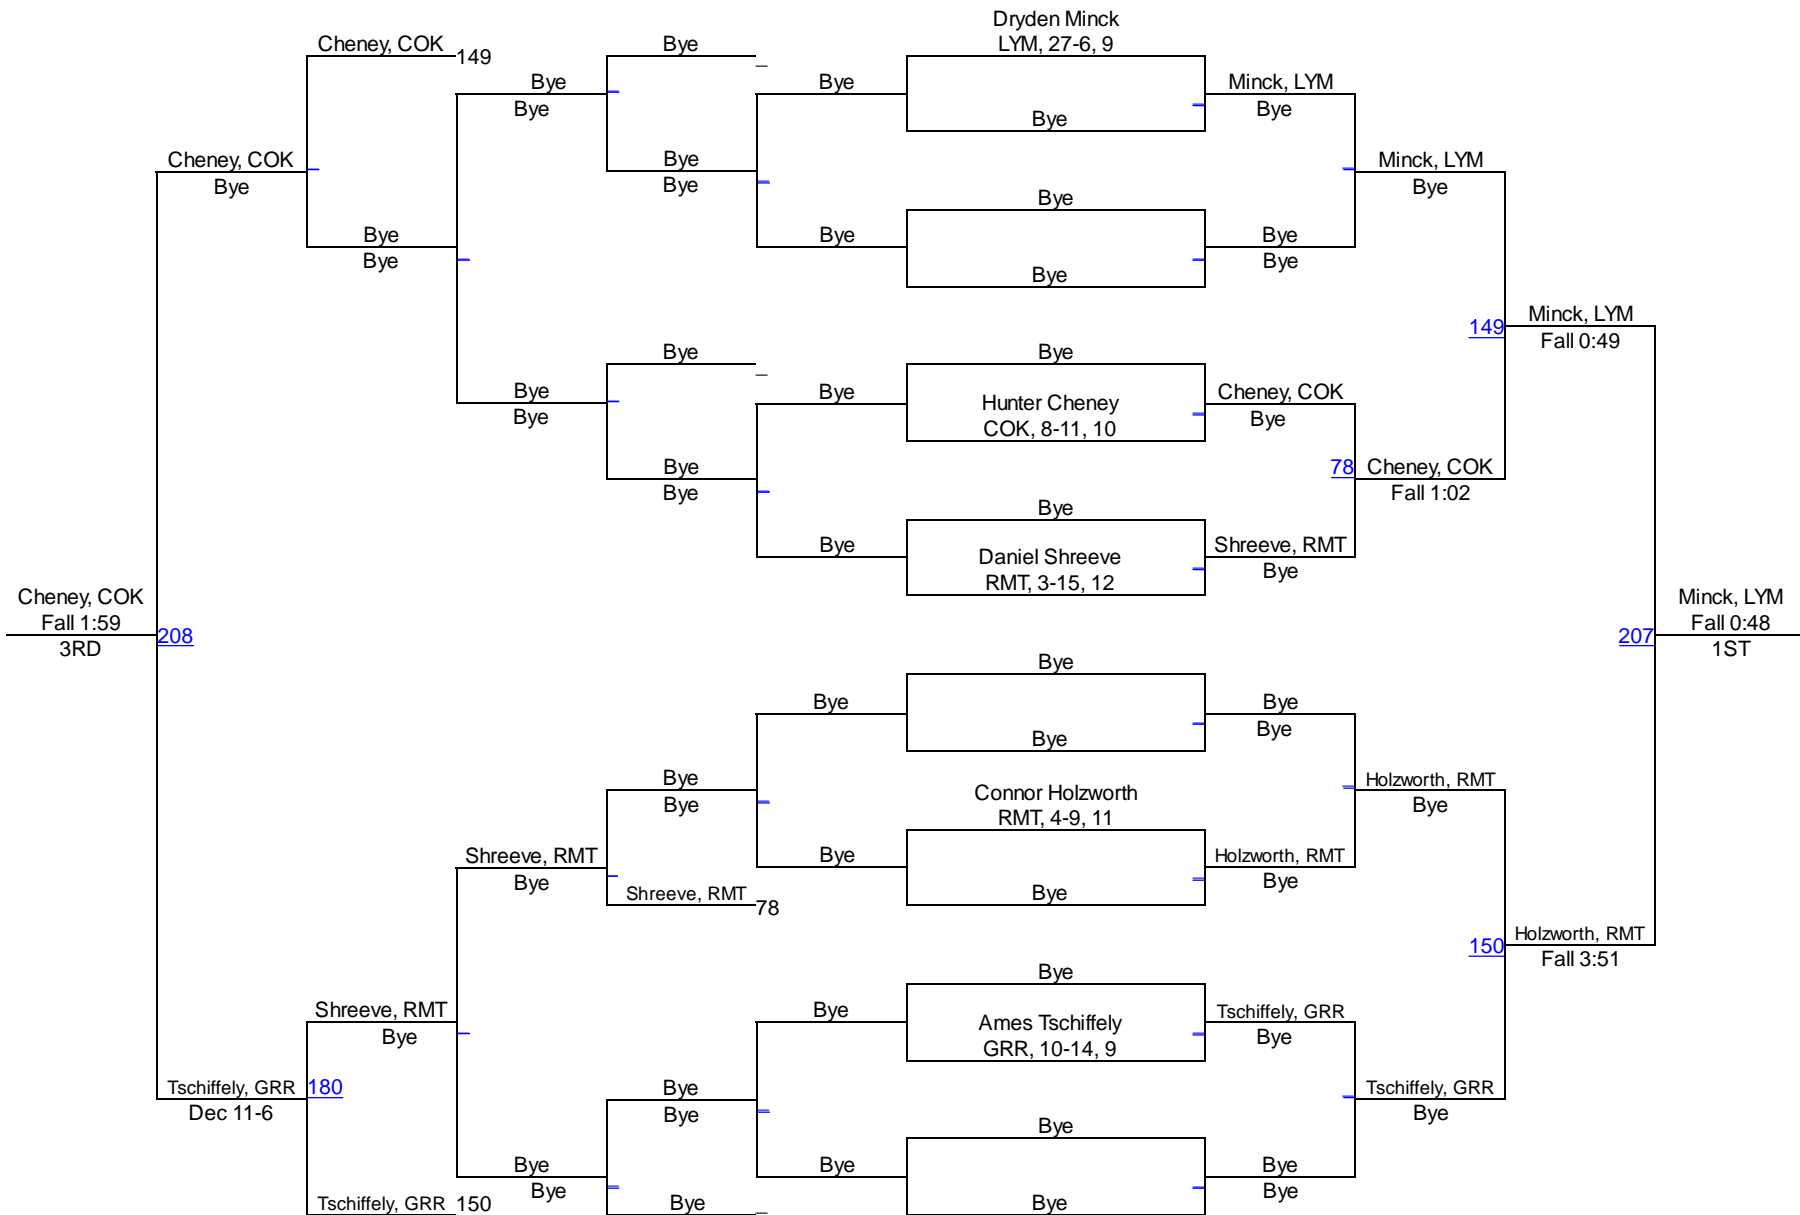 Dryden Minck
Cheney, COK
149
Bye
LYM, 27-6, 9
Bye
Bye
Bye
Minck, LYM
Bye
Bye
Bye
Cheney, COK
Bye
Bye
Bye
Minck, LYM
Bye
Bye
Bye
Bye
Bye
Bye
Bye
Bye
Bye
149
Minck, LYM
Fall 0:49
Bye
Bye
Bye
Bye
Bye
Hunter Cheney
COK, 8-11, 10
Cheney, COK
Bye
Bye
Bye
78
Cheney, COK
Fall 1:02
Bye
Bye
Daniel Shreeve
RMT, 3-15, 12
Shreeve, RMT
Bye
Cheney, COK
Fall 1:59
3RD
208
207
Minck, LYM
Fall 0:48
1ST
Bye
Bye
Bye
Bye
Bye
Bye
Bye
Connor Holzworth
RMT, 4-9, 11
Holzworth, RMT
Bye
Shreeve, RMT
Bye
Bye
Holzworth, RMT
Bye
Shreeve, RMT
78
Bye
150
Holzworth, RMT
Fall 3:51
Bye
Shreeve, RMT
Bye
Bye
Ames Tschiffely
GRR, 10-14, 9
Tschiffely, GRR
Bye
Tschiffely, GRR
Dec 11-6
180
Bye
Bye
Tschiffely, GRR
Bye
Bye
Bye
Bye
Bye
Bye
Bye
Tschiffely, GRR
150
Bye
Bye